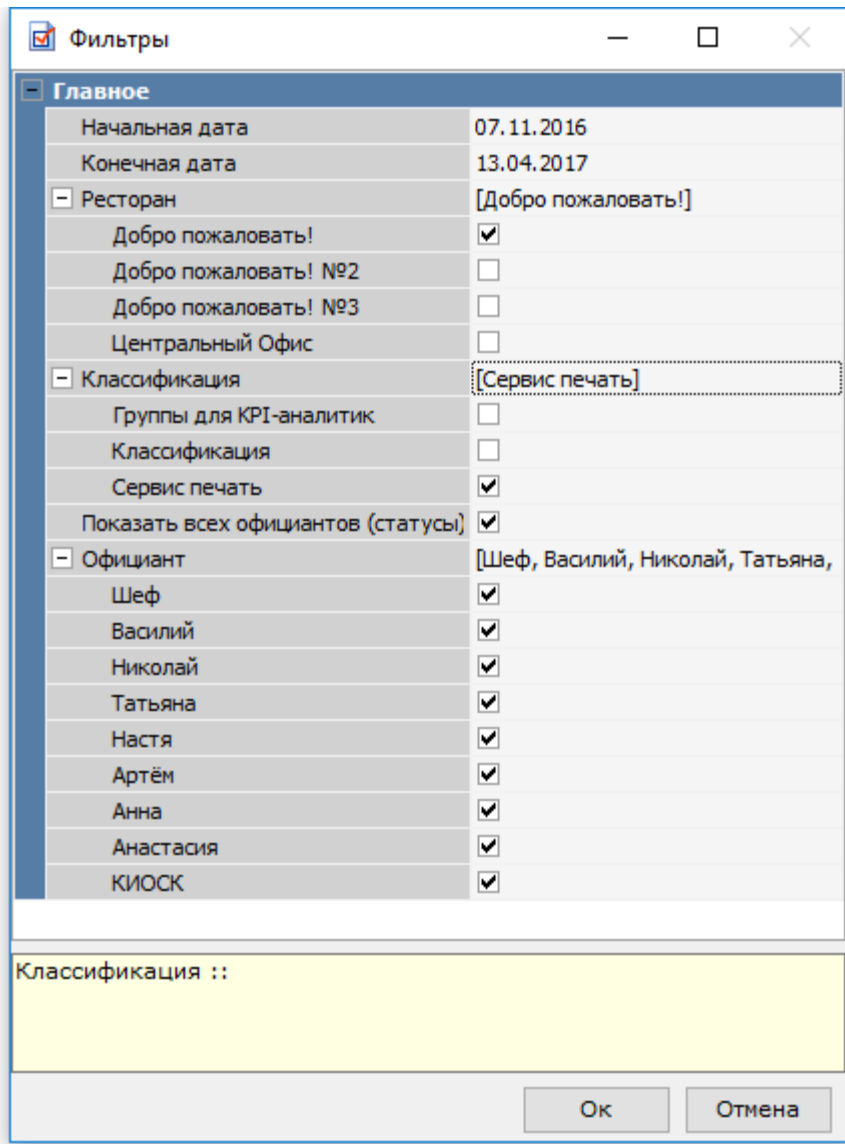 Фильтры
Главное
Начальная дата 07.11.2016
Конечная дата 13.04.2017
Ресторан [Добро пожаловать!]
Добро пожаловать!
Добро пожаловать! №2
Добро пожаловать! №3
Центральный Офис
Классификация [Сервис печать]
Группы для KPI-аналитик
Классификация
Сервис печать
Показать всех официантов (статусы)
Официант [Шеф, Василий, Николай, Татьяна,
Шеф
Василий
Николай
Татьяна
Настя
Артём
Анна
Анастасия
КИОСК
Классификация ::
Ок Отмена